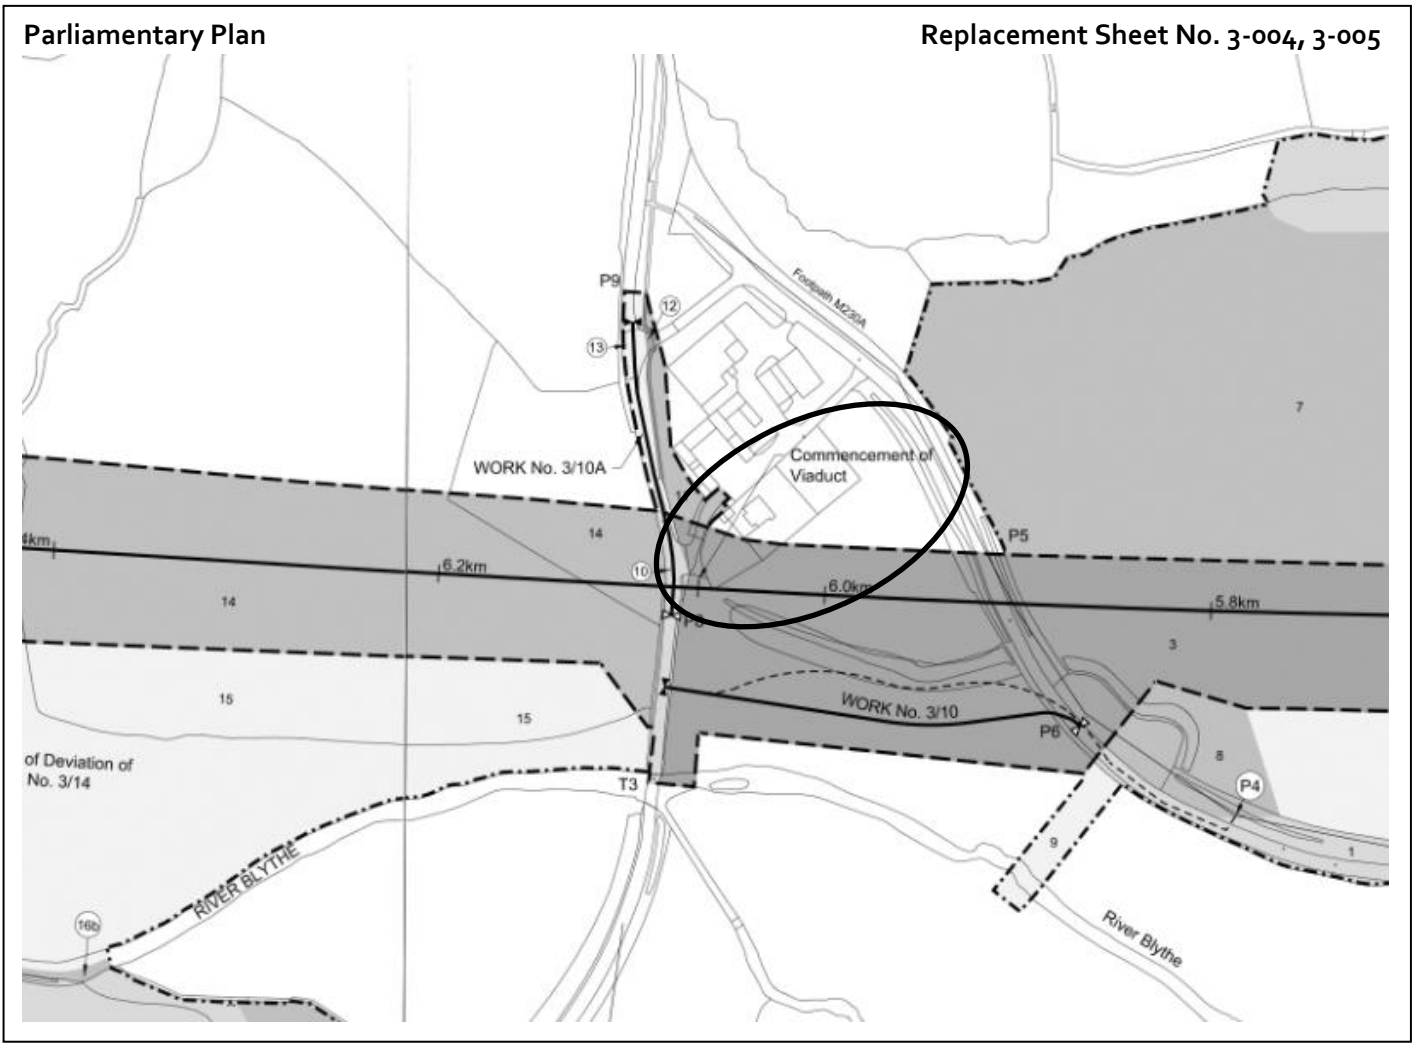 Parliamentary Plan
Replacement Sheet No. 3-004, 3-005
P9
12
Footpath M230A
13
7
WORK No. 3/10A
Commencement of
Viaduct
14
P5
4km
6.2km
10
6.0km
5.8km
14
3
15
15
WORK No. 3/10
P6
8
of Deviation of
No. 3/14
T3
P4
9
1
RIVER BLYTHE
16b
River Blythe